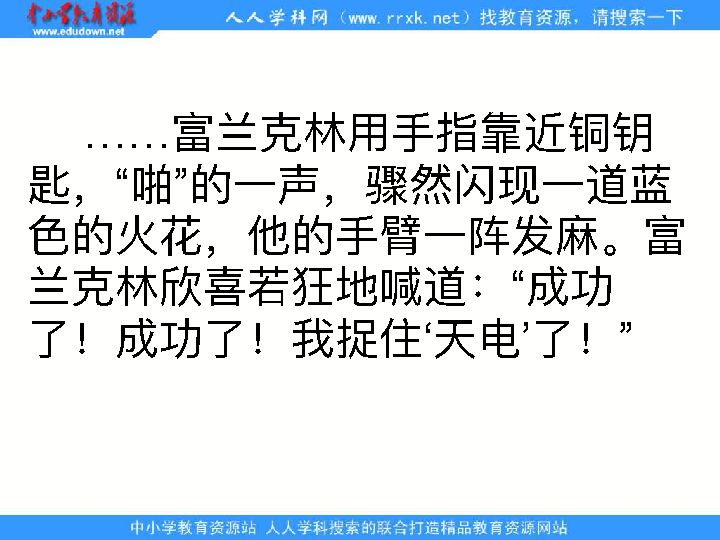 中小学教育资源
www.edudown.net
人人学科网（www.rrxk.net）找教育资源，请搜索一下
……富兰克林用手指靠近铜钥
匙，“啪”的一声，骤然闪现一道蓝
色的火花，他的手臂一阵发麻。富
兰克林欣喜若狂地喊道：“成功
了！成功了！我捉住‘天电’了！”
中小学教育资源站 人人学科搜索的联合打造精品教育资源网站